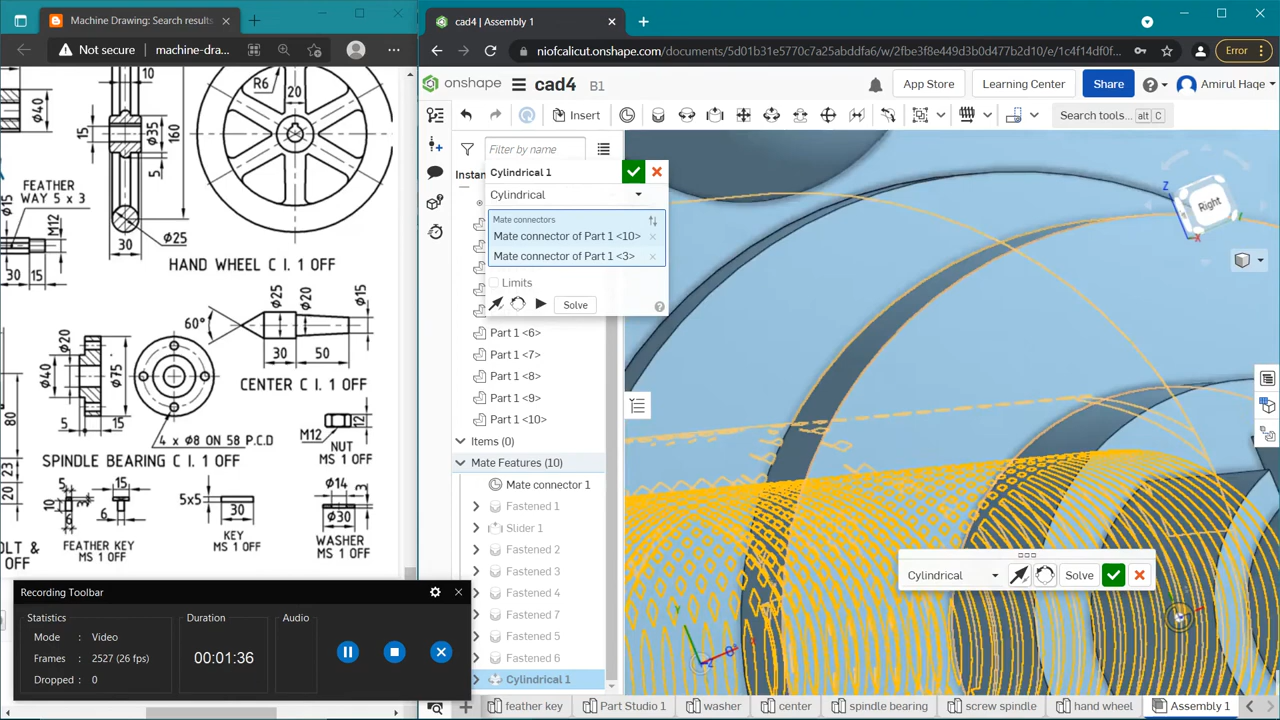 Machine Drawing: Search results
Not secure
machine-dra...
10
R6
20
Ø40
15
Ø35
160
5
FEATHER
WAY 5 x 3
Ø15
M12
Ø25
30
30 15
HAND WHEEL C I. 1 OFF
Ø25
Ø20
Ø15
60°
Ø20
30
50
Ø40
Ø75
CENTER C I. 1 OFF
80
5
15
4 x Ø8 ON 58 P.C.D
M12
12
NUT
MS 1 OFF
SPINDLE BEARING C I. 1 OFF
23
5
15
5x5
Ø14
3
20
6
6
30
Ø30
OLT &
FEATHER KEY
MS 1 OFF
KEY
MS 1 OFF
WASHER
MS 1 OFF
OFF
Recording Toolbar
Statistics
Duration
Audio
Mode : Video
Frames : 2527 (26 fps)
Dropped : 0
00:01:36
cad4 | Assembly 1
niofcalicut.onshape.com/documents/5d01b31e5770c7a25abddfa6/w/2fbe3f8e449d3b0d477b2d10/e/1c4f14df0f...
Error
onshape
cad4
B1
App Store
Learning Center
Share
Amirul Haqe
Insert
Search tools...
alt
C
Filter by name
Instan
Cylindrical 1
Cylindrical
Mate connectors
Mate connector of Part 1 <10>
Mate connector of Part 1 <3>
Limits
Solve
Part 1 <6>
Part 1 <7>
Part 1 <8>
Part 1 <9>
Part 1 <10>
Items (0)
Mate Features (10)
Mate connector 1
Fastened 1
Slider 1
Fastened 2
Fastened 3
Fastened 4
Fastened 7
Fastened 5
Fastened 6
Cylindrical 1
Z
Right
X
Cylindrical
Solve
Y
feather key
Part Studio 1
washer
center
spindle bearing
screw spindle
hand wheel
Assembly 1